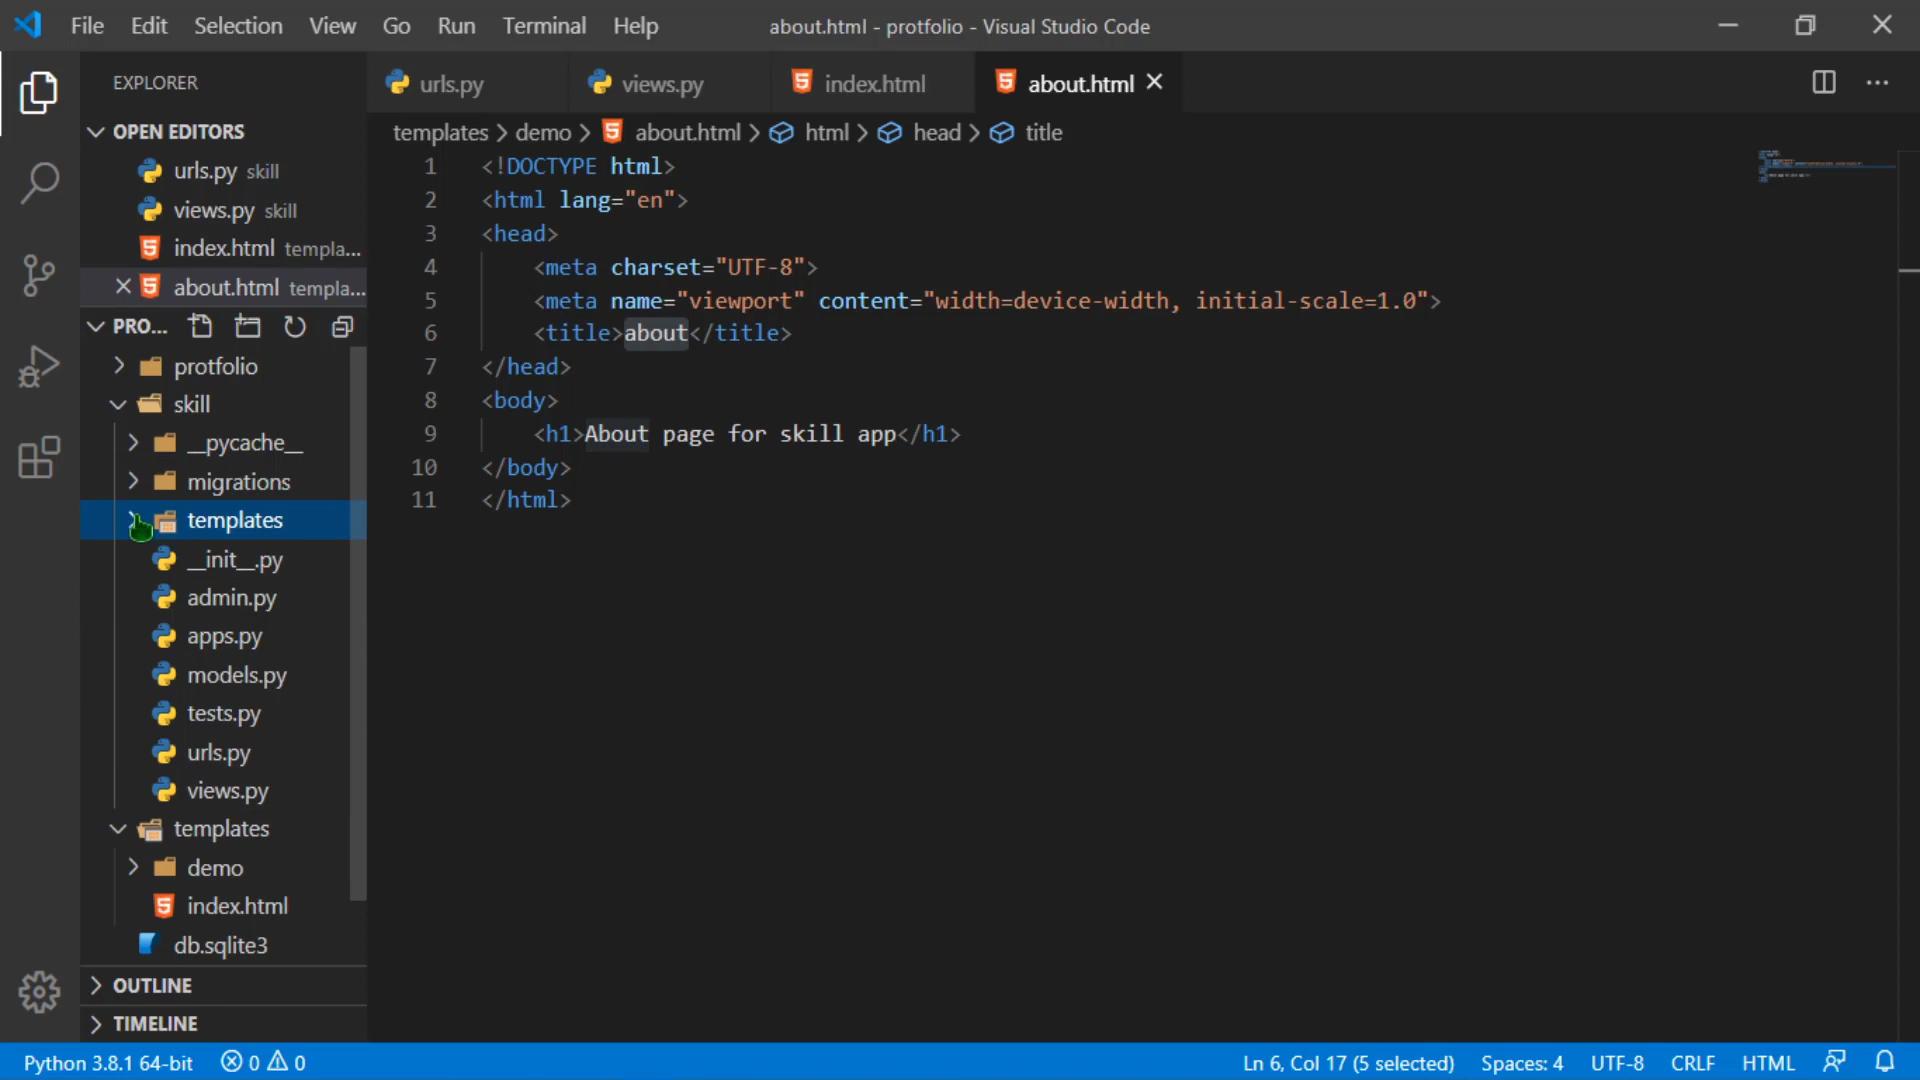 File Edit Selection View Go Run Terminal Help about.html - protfolio - Visual Studio Code
EXPLORER
OPEN EDITORS
urls.py skill
views.py skill
index.html templa...
about.html templa...
PRO...
protfolio
skill
__pycache__
migrations
templates
__init__.py
admin.py
apps.py
models.py
tests.py
urls.py
views.py
templates
demo
index.html
db.sqlite3
OUTLINE
TIMELINE
urls.py views.py index.html about.html
templates > demo > about.html > html > head > title
1 <!DOCTYPE html>
2 <html lang="en">
3 <head>
4 <meta charset="UTF-8">
5 <meta name="viewport" content="width=device-width, initial-scale=1.0">
6 <title>about</title>
7 </head>
8 <body>
9 <h1>About page for skill app</h1>
10 </body>
11 </html>
Python 3.8.1 64-bit 0 0 Ln 6, Col 17 (5 selected) Spaces: 4 UTF-8 CRLF HTML